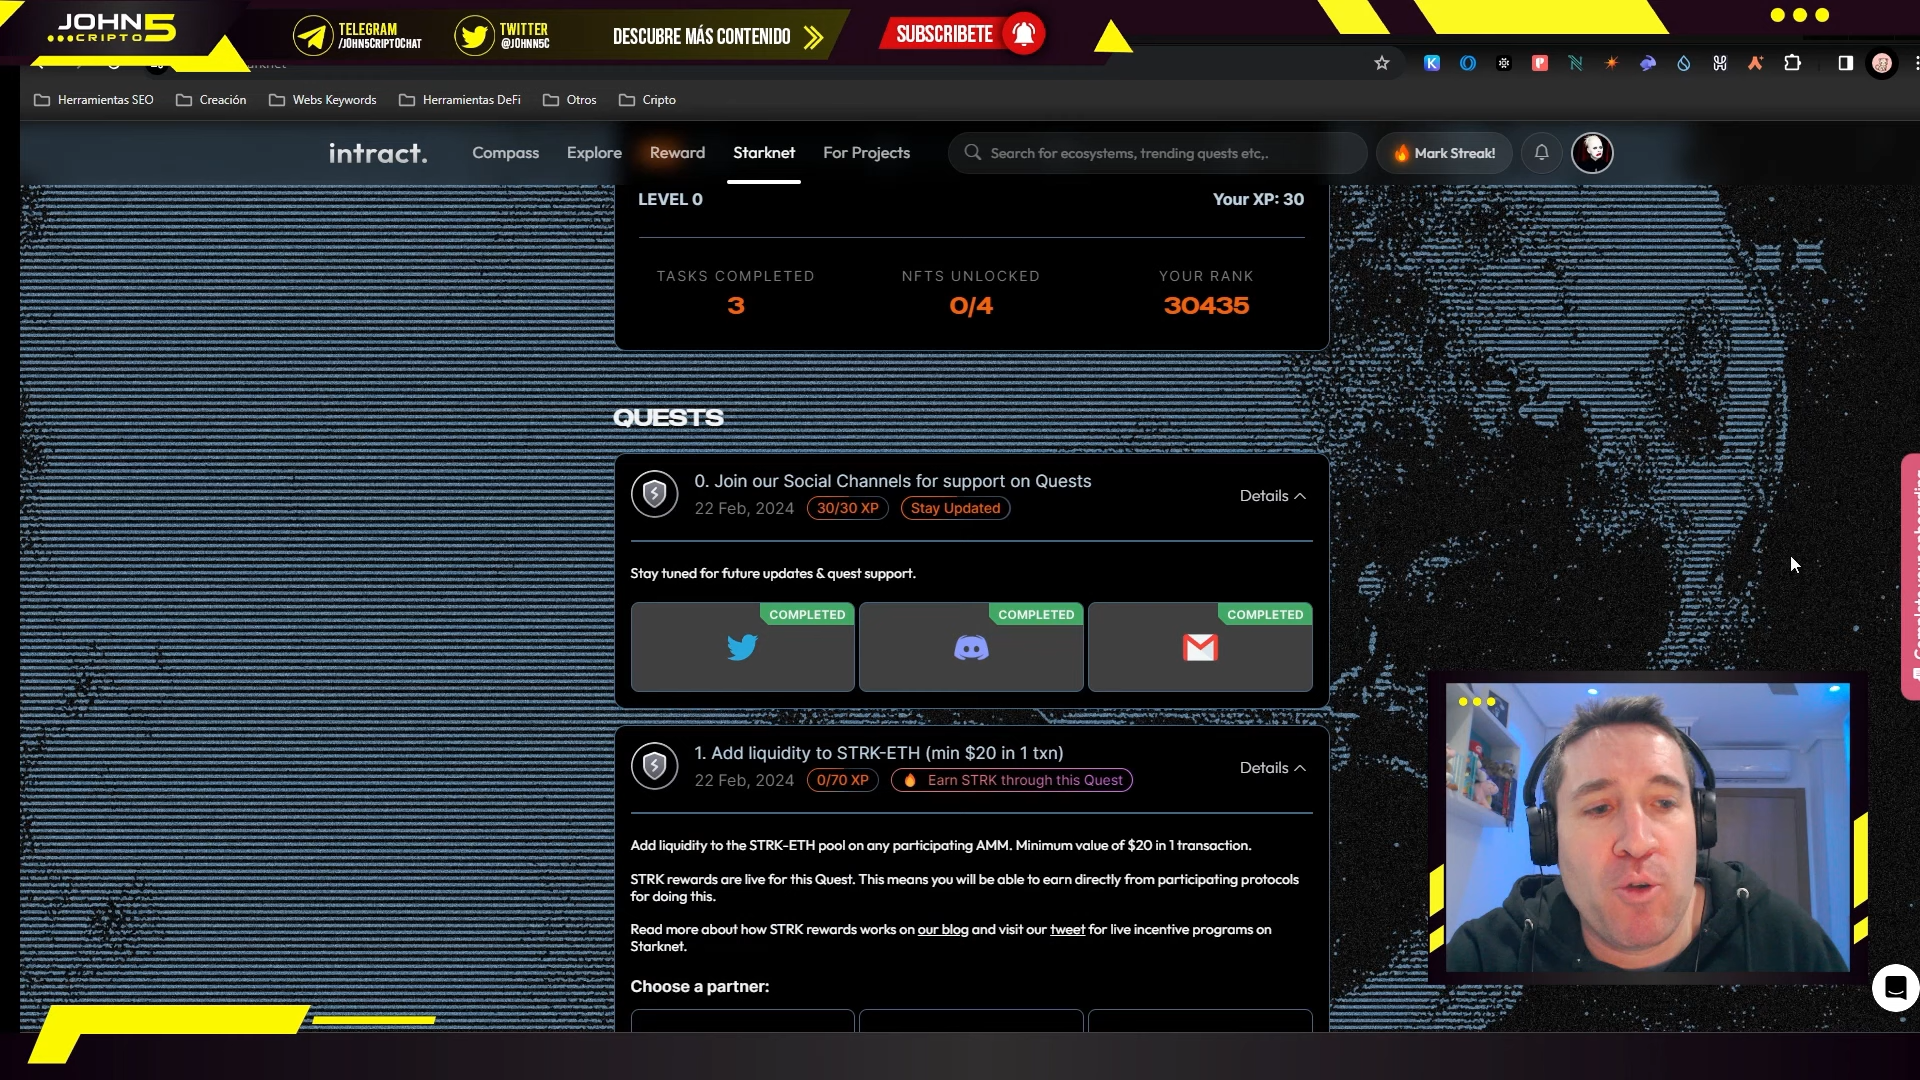 JOHN5
CRIPTO
TELEGRAM
/JOHN5CRIPTOCHAT
TWITTER
@J0HNN5C
DESCUBRE MÁS CONTENIDO
SUBSCRIBETE
Herramientas SEO
Creación
Webs Keywords
Herramientas DeFi
Otros
Cripto
intract.
Compass
Explore
Reward
Starknet
For Projects
Search for ecosystems, trending quests etc,.
Mark Streak!
LEVEL 0
Your XP: 30
TASKS COMPLETED
3
NFTS UNLOCKED
0/4
YOUR RANK
30435
QUESTS
0. Join our Social Channels for support on Quests
22 Feb, 2024
30/30 XP
Stay Updated
Details
Stay tuned for future updates & quest support.
COMPLETED
COMPLETED
COMPLETED
1. Add liquidity to STRK-ETH (min $20 in 1 txn)
22 Feb, 2024
0/70 XP
Earn STRK through this Quest
Details
Add liquidity to the STRK-ETH pool on any participating AMM. Minimum value of $20 in 1 transaction.
STRK rewards are live for this Quest. This means you will be able to earn directly from participating protocols
for doing this.
Read more about how STRK rewards works on our blog and visit our tweet for live incentive programs on
Starknet.
Choose a partner: